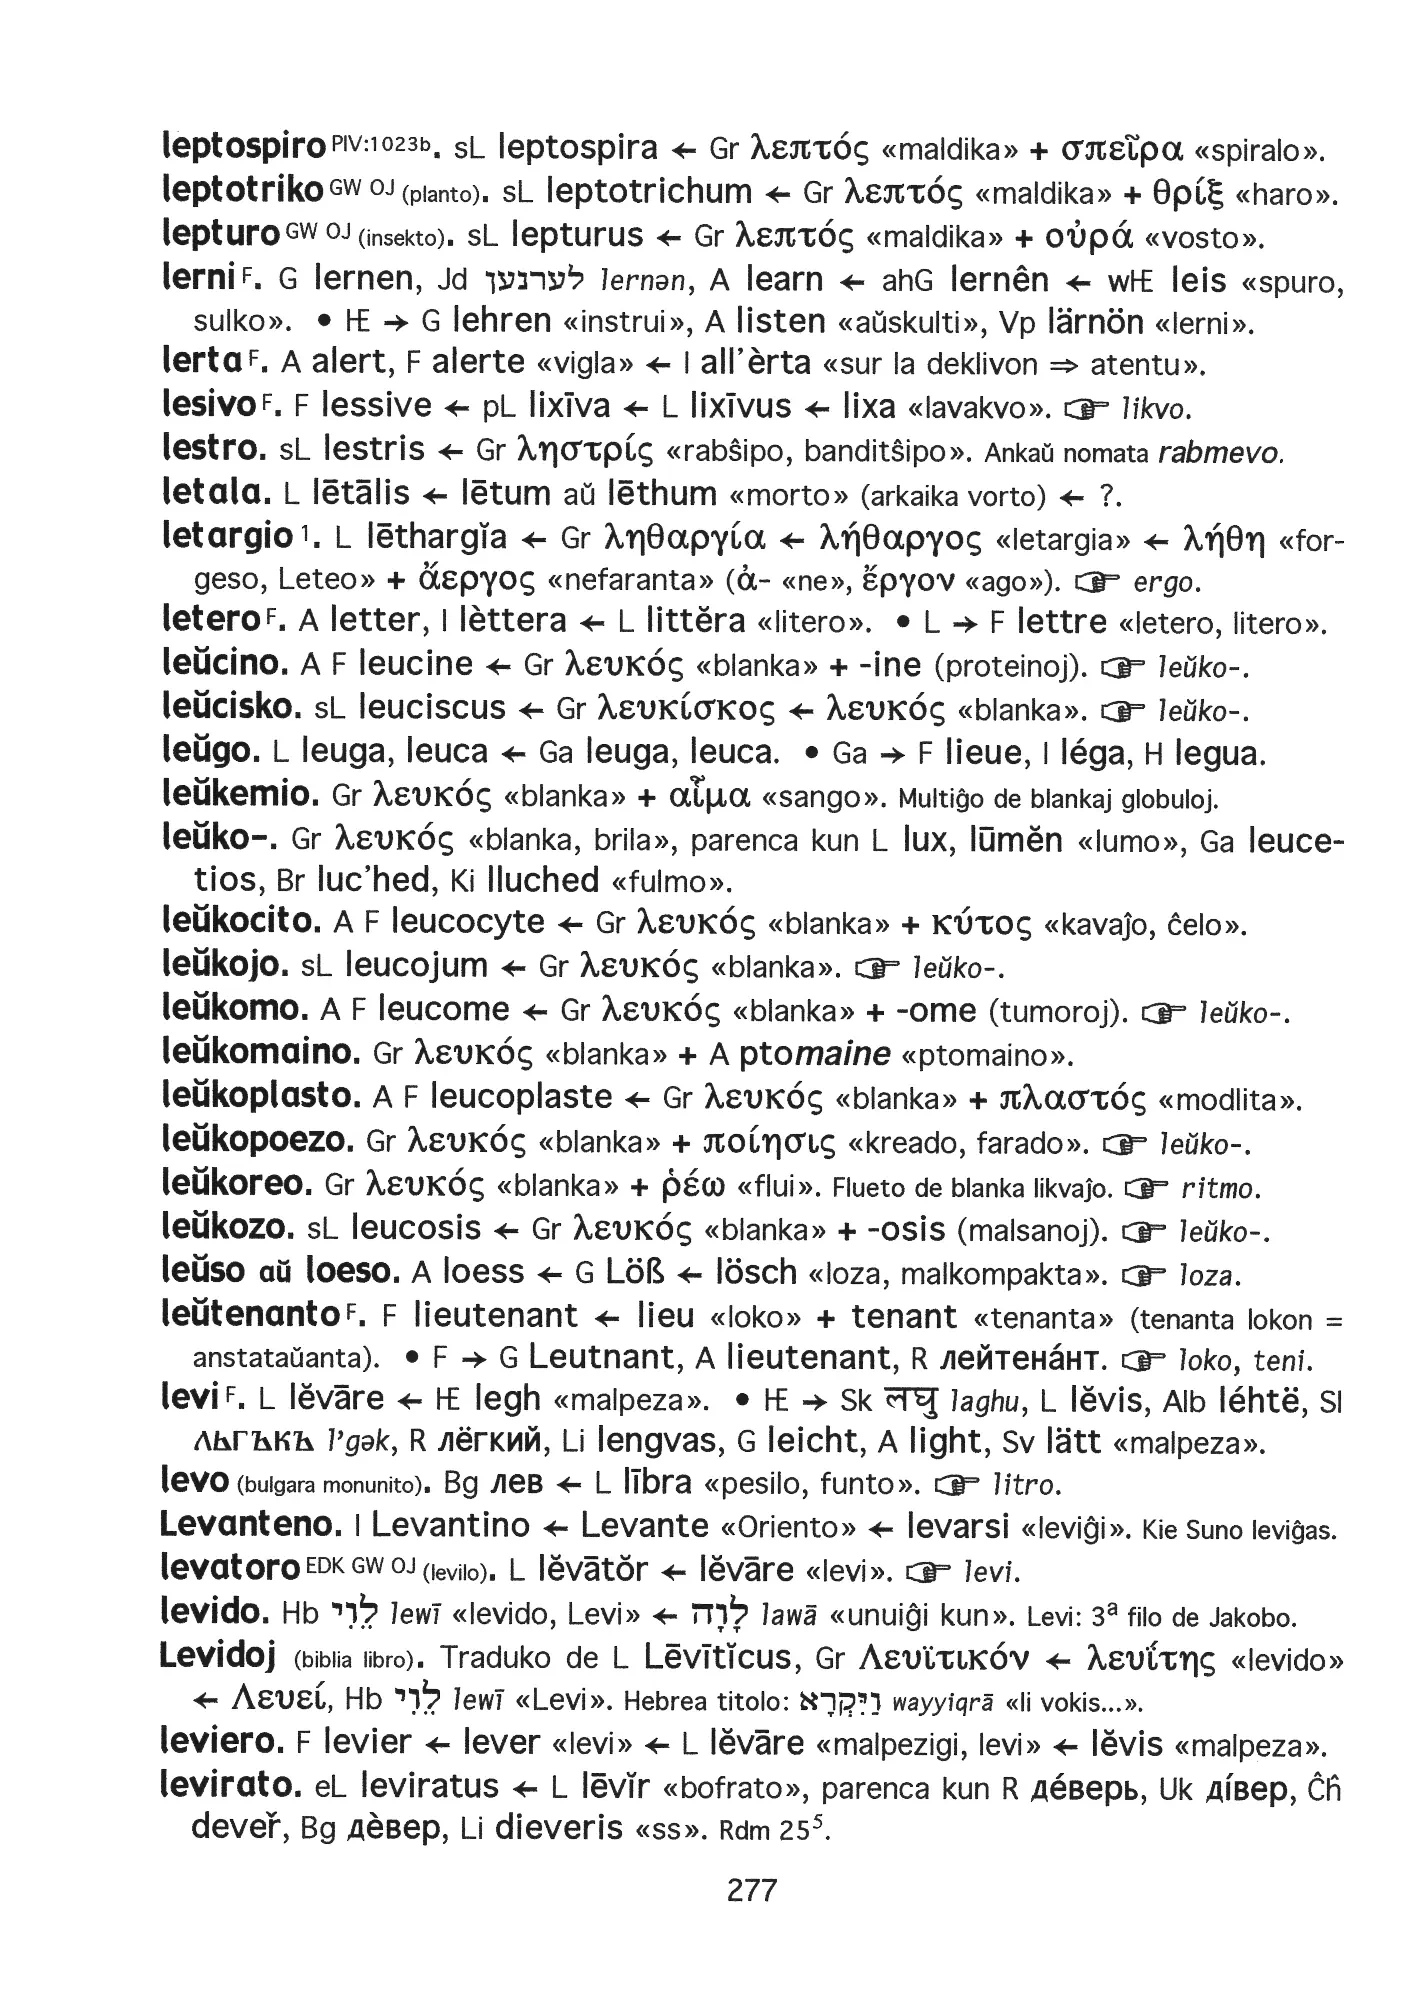 leptospiro PIV:1023b. sL leptospira ← Gr λεπτός «maldika» + σπεῖρα «spiralo».
leptotriko GW OJ (planto). sL leptotrichum ← Gr λεπτός «maldika» + θρίξ «haro».
lepturo GW OJ (insekto). sL lepturus ← Gr λεπτός «maldika» + οὐρά «vosto».
lerni F. G lernen, Jd לערנען lernən, A learn ← ahG lernên ← wIE leis «spuro,
sulko». • IE → G lehren «instrui», A listen «aŭskulti», Vp lärnön «lerni».
lerta F. A alert, F alerte «vigla» ← I all'èrta «sur la deklivon ⇒ atentu».
lesivo F. F lessive ← pL lixīva ← L lixīvus ← lixa «lavakvo». ☞ likvo.
lestro. sL lestris ← Gr λῃστρίς «rabŝipo, banditŝipo». Ankaŭ nomata rabmevo.
letala. L lētālis ← lētum aŭ lēthum «morto» (arkaika vorto) ← ?.
letargio 1. L lēthargĭa ← Gr ληθαργία ← λήθαργος «letargia» ← λήθη «for-
geso, Leteo» + ἄεργος «nefaranta» (ἀ- «ne», ἔργον «ago»). ☞ ergo.
letero F. A letter, I lèttera ← L littĕra «litero». • L → F lettre «letero, litero».
leŭcino. A F leucine ← Gr λευκός «blanka» + -ine (proteinoj). ☞ leŭko-.
leŭcisko. sL leuciscus ← Gr λευκίσκος ← λευκός «blanka». ☞ leŭko-.
leŭgo. L leuga, leuca ← Ga leuga, leuca. • Ga → F lieue, I léga, H legua.
leŭkemio. Gr λευκός «blanka» + αἷμα «sango». Multiĝo de blankaj globuloj.
leŭko-. Gr λευκός «blanka, brila», parenca kun L lux, lūmĕn «lumo», Ga leuce-
tios, Br luc'hed, Ki lluched «fulmo».
leŭkocito. A F leucocyte ← Gr λευκός «blanka» + κύτος «kavaĵo, ĉelo».
leŭkojo. sL leucojum ← Gr λευκός «blanka». ☞ leŭko-.
leŭkomo. A F leucome ← Gr λευκός «blanka» + -ome (tumoroj). ☞ leŭko-.
leŭkomaino. Gr λευκός «blanka» + A ptomaine «ptomaino».
leŭkoplasto. A F leucoplaste ← Gr λευκός «blanka» + πλαστός «modlita».
leŭkopoezo. Gr λευκός «blanka» + ποίησις «kreado, farado». ☞ leŭko-.
leŭkoreo. Gr λευκός «blanka» + ῥέω «flui». Flueto de blanka likvaĵo. ☞ ritmo.
leŭkozo. sL leucosis ← Gr λευκός «blanka» + -osis (malsanoj). ☞ leŭko-.
leŭso aŭ loeso. A loess ← G Löß ← lösch «loza, malkompakta». ☞ loza.
leŭtenanto F. F lieutenant ← lieu «loko» + tenant «tenanta» (tenanta lokon =
anstataŭanta). • F → G Leutnant, A lieutenant, R лейтена́нт. ☞ loko, teni.
levi F. L lĕvāre ← IE legh «malpeza». • IE → Sk लघु laghu, L lĕvis, Alb léhtë, Sl
льгъкъ l'gək, R лёгкий, Li lengvas, G leicht, A light, Sv lätt «malpeza».
levo (bulgara monunito). Bg лев ← L lībra «pesilo, funto». ☞ litro.
Levanteno. I Levantino ← Levante «Oriento» ← levarsi «leviĝi». Kie Suno leviĝas.
levatoro EDK GW OJ (levilo). L lĕvātŏr ← lĕvāre «levi». ☞ levi.
levido. Hb לֵוִי lewī «levido, Levi» ← לָוָה lawā «unuiĝi kun». Levi: 3ª filo de Jakobo.
Levidoj (biblia libro). Traduko de L Lēvītĭcus, Gr Λευϊτικόν ← λευΐτης «levido»
← Λευεί, Hb לֵוִי lewī «Levi». Hebrea titolo: וַיִּקְרָא wayyiqrā «li vokis...».
leviero. F levier ← lever «levi» ← L lĕvāre «malpezigi, levi» ← lĕvis «malpeza».
levirato. eL leviratus ← L lēvĭr «bofrato», parenca kun R де́верь, Uk ді́вер, Ĉĥ
deveř, Bg дѐвер, Li dieveris «ss». Rdm 25⁵.
277